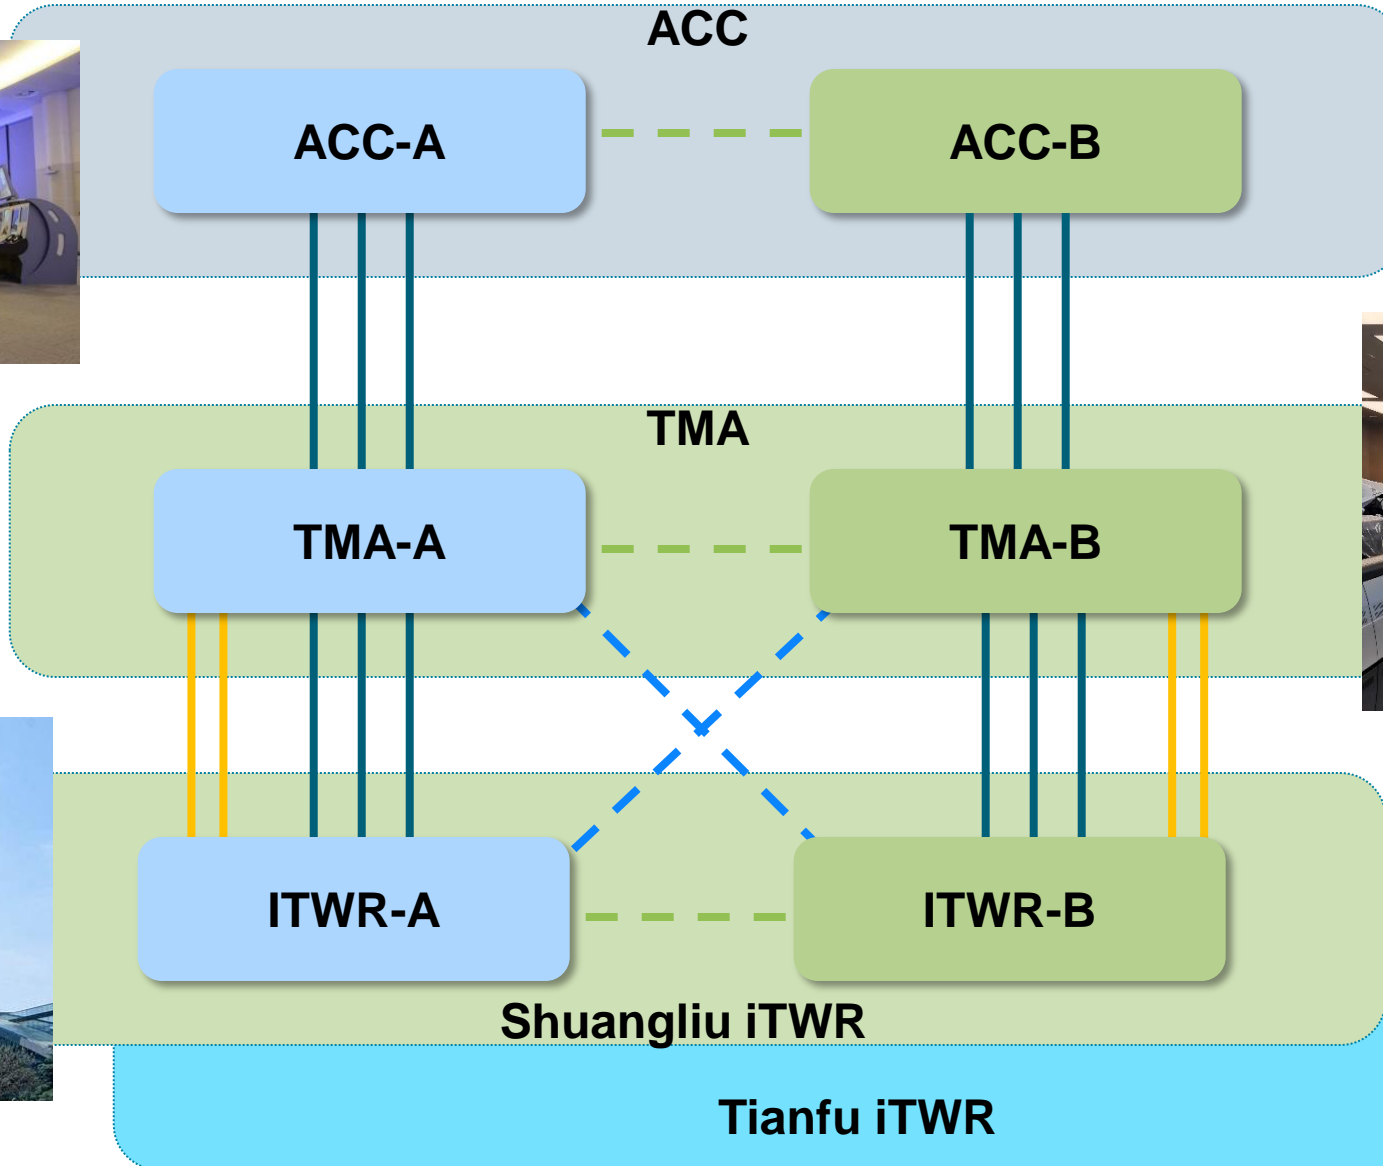 ACC
ACC-A
ACC-B
TMA
TMA-A
TMA-B
ITWR-A
ITWR-B
Shuangliu iTWR
Tianfu iTWR